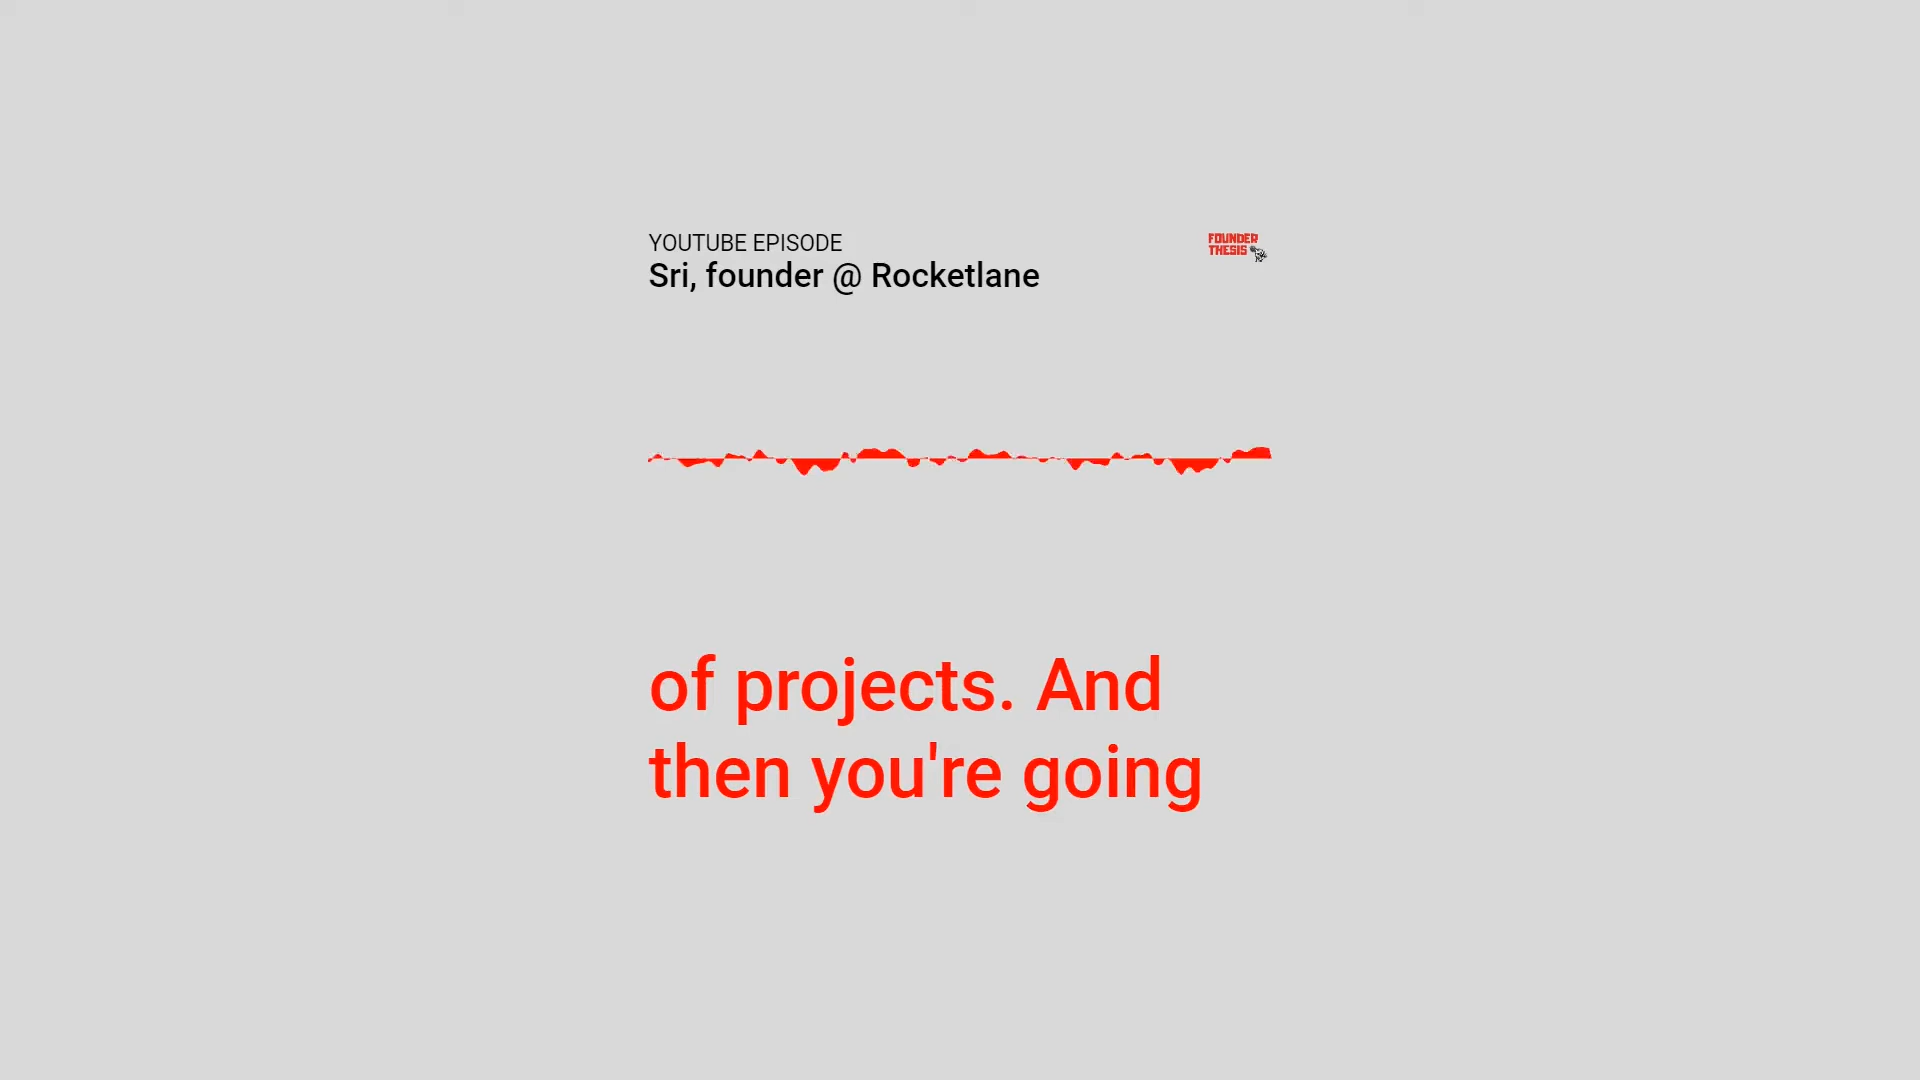 YOUTUBE EPISODE
Sri, founder @ Rocketlane
FOUNDER
THESIS
of projects. And
then you're going